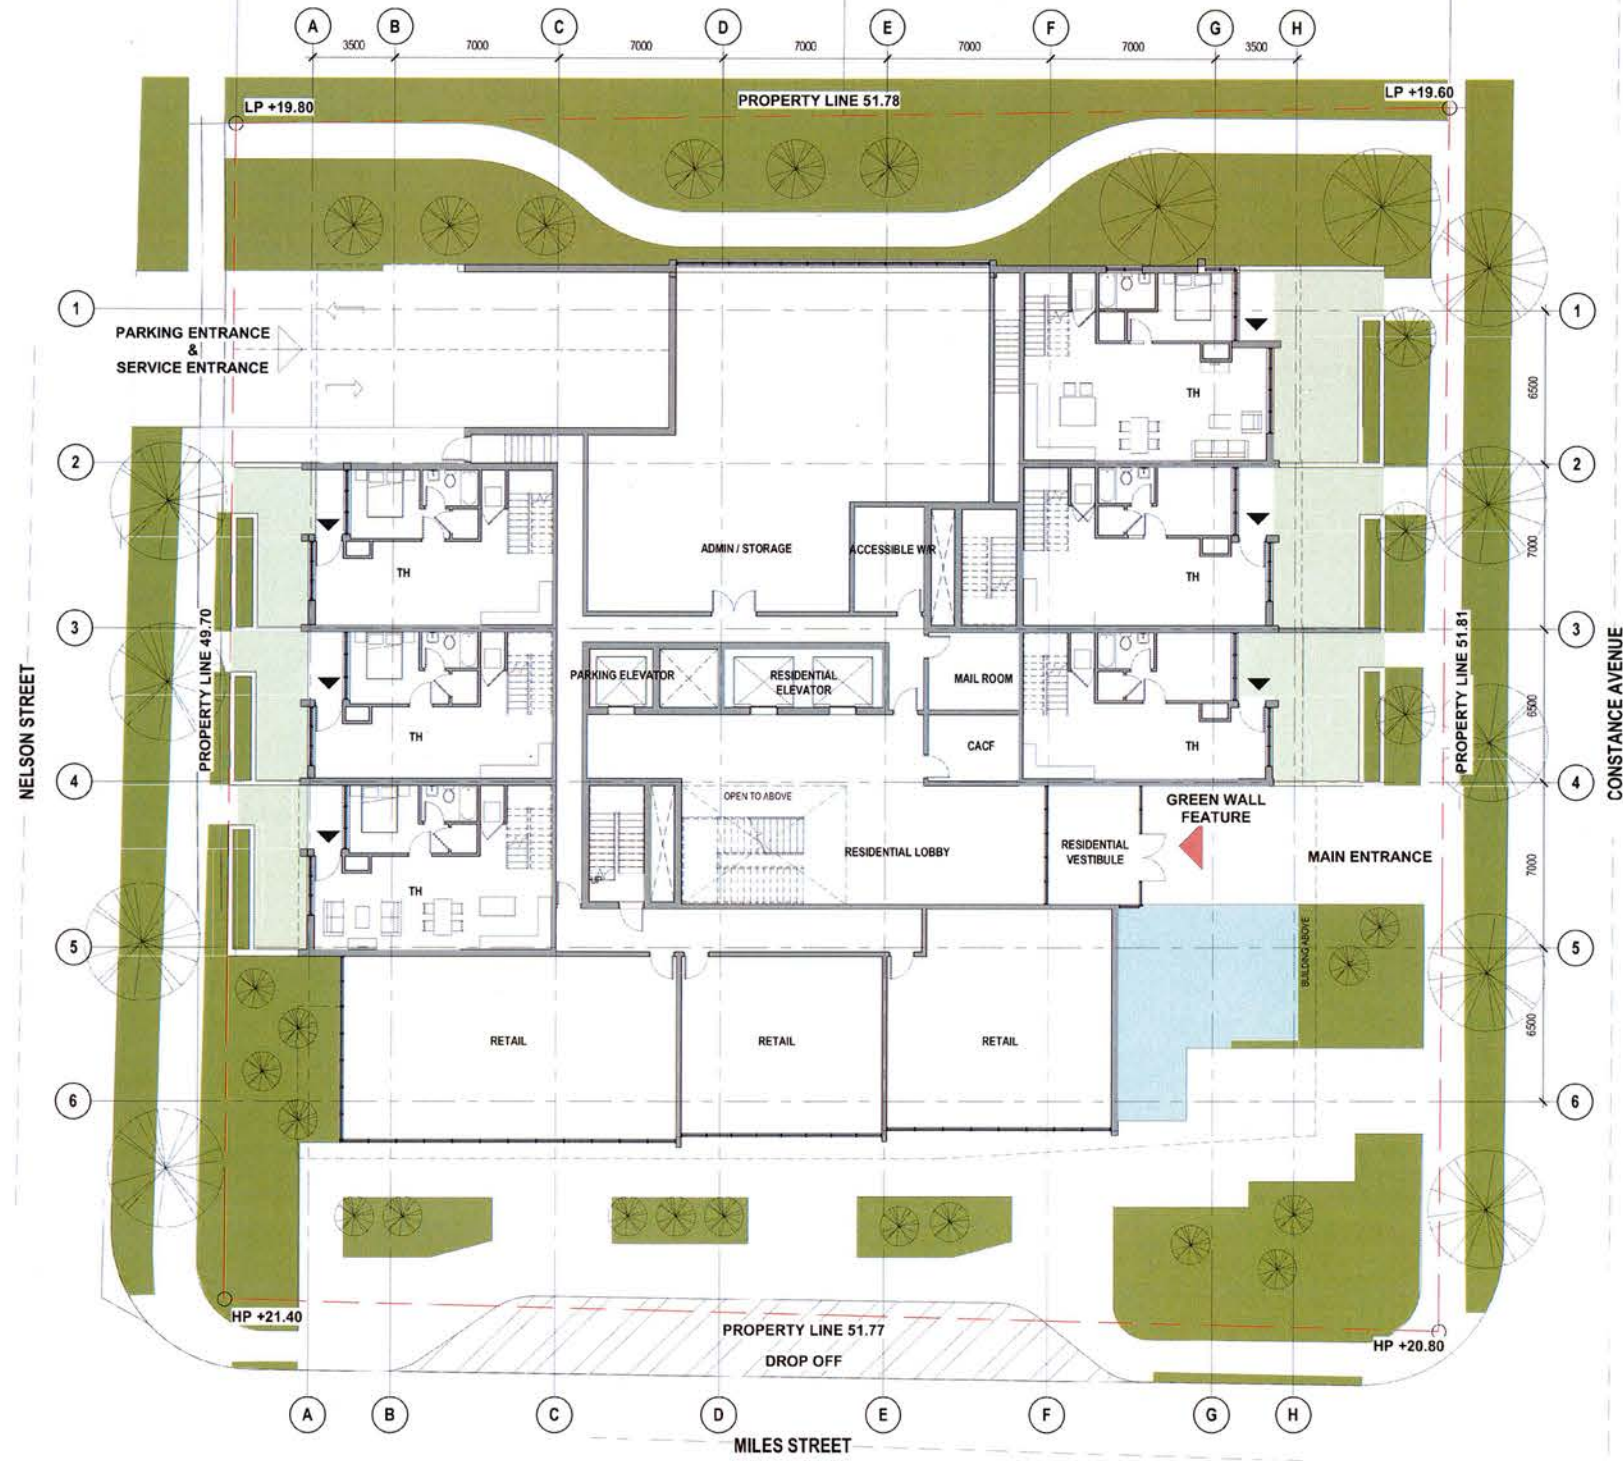 A B C D E F G H
3500 7000 7000 7000 7000 7000 3500
LP +19.80
PROPERTY LINE 51.78
LP +19.60
1
1
PARKING ENTRANCE
&
SERVICE ENTRANCE
TH
6500
2
2
ADMIN / STORAGE
ACCESSIBLE W/R
TH
TH
7000
3
3
PROPERTY LINE 49.70
PROPERTY LINE 51.81
NELSON STREET
CONSTANCE AVENUE
PARKING ELEVATOR
RESIDENTIAL
ELEVATOR
MAIL ROOM
TH
CACF
TH
6500
4
4
OPEN TO ABOVE
GREEN WALL
FEATURE
RESIDENTIAL LOBBY
RESIDENTIAL
VESTIBULE
MAIN ENTRANCE
7000
TH
5
5
BUILDING ABOVE
RETAIL
RETAIL
RETAIL
6500
6
6
HP +21.40
PROPERTY LINE 51.77
HP +20.80
DROP OFF
A B C D E F G H
MILES STREET